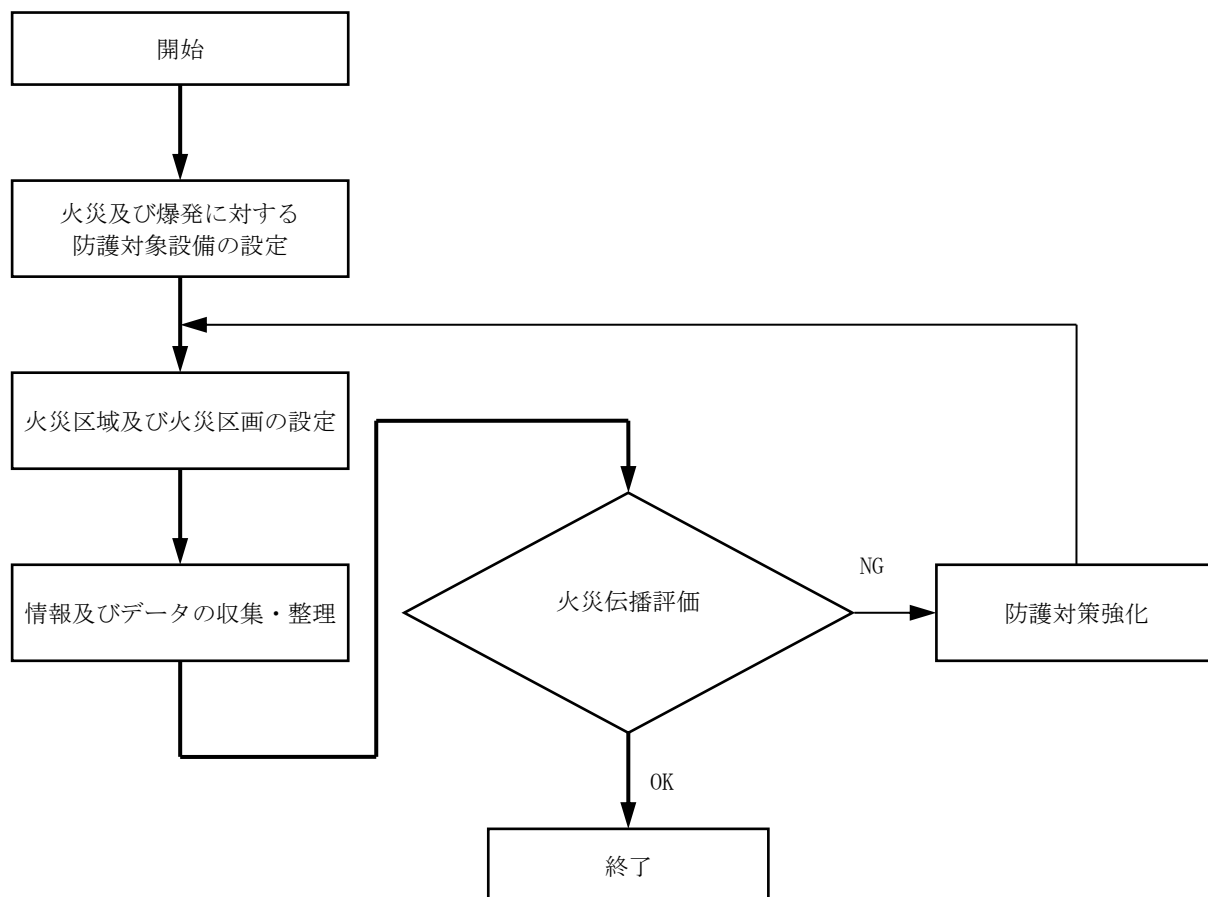 開始
火災及び爆発に対する
防護対象設備の設定
火災区域及び火災区画の設定
情報及びデータの収集・整理
火災伝播評価
NG
防護対策強化
OK
終了